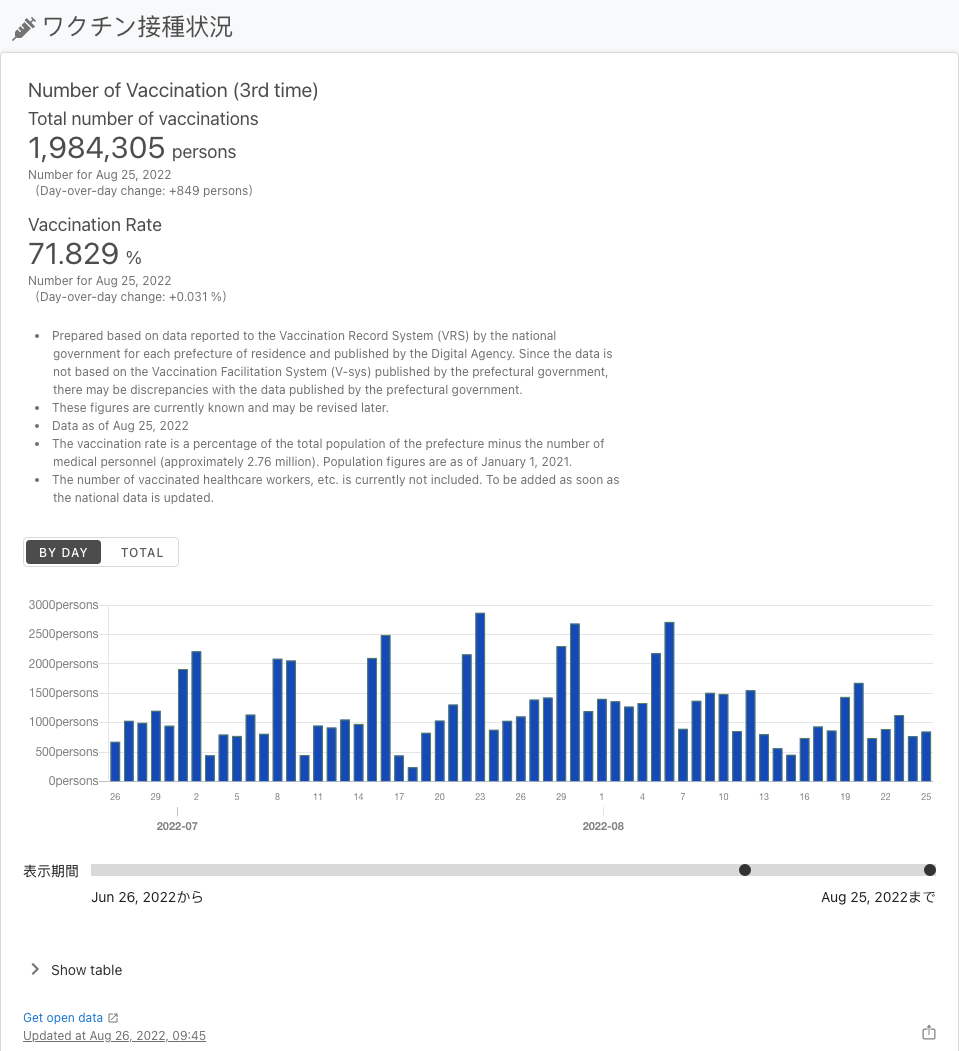 ワクチン接種状況
Number of Vaccination (3rd time)
Total number of vaccinations
1,984,305 persons
Number for Aug 25, 2022
(Day-over-day change: +849 persons)
Vaccination Rate
71.829 %
Number for Aug 25, 2022
(Day-over-day change: +0.031 %)
• Prepared based on data reported to the Vaccination Record System (VRS) by the national
government for each prefecture of residence and published by the Digital Agency. Since the data is
not based on the Vaccination Facilitation System (V-sys) published by the prefectural government,
there may be discrepancies with the data published by the prefectural government.
• These figures are currently known and may be revised later.
• Data as of Aug 25, 2022
• The vaccination rate is a percentage of the total population of the prefecture minus the number of
medical personnel (approximately 2.76 million). Population figures are as of January 1, 2021.
• The number of vaccinated healthcare workers, etc. is currently not included. To be added as soon as
the national data is updated.
BY DAY TOTAL
3000persons
2500persons
2000persons
1500persons
1000persons
500persons
0persons
26 29 2 5 8 11 14 17 20 23 26 29 1 4 7 10 13 16 19 22 25
2022-07 2022-08
表示期間
Jun 26, 2022から Aug 25, 2022まで
Show table
Get open data
Updated at Aug 26, 2022, 09:45